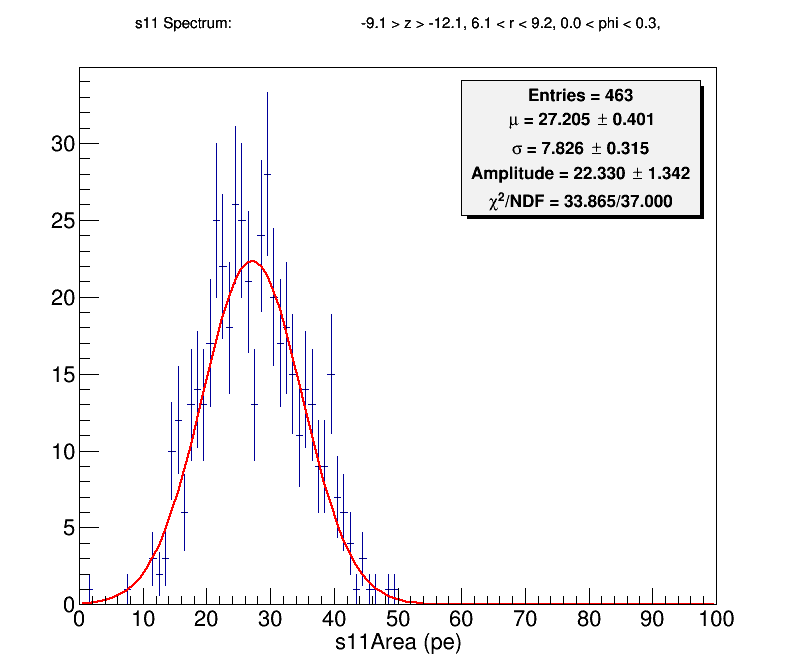 s11 Spectrum: -9.1 > z > -12.1, 6.1 < r < 9.2, 0.0 < phi < 0.3,
Entries = 463
μ = 27.205 ± 0.401
σ = 7.826 ± 0.315
Amplitude = 22.330 ± 1.342
χ²/NDF = 33.865/37.000
30
25
20
15
10
5
0
0 10 20 30 40 50 60 70 80 90 100
s11Area (pe)